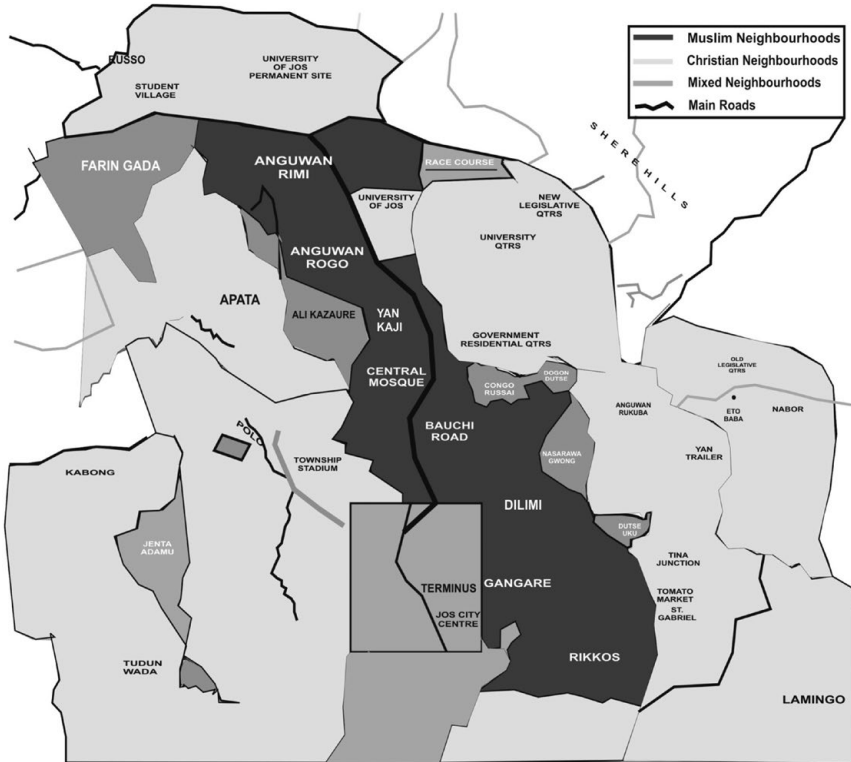 Muslim Neighbourhoods
Christian Neighbourhoods
Mixed Neighbourhoods
Main Roads
RUSSO
UNIVERSITY
OF JOS
PERMANENT SITE
STUDENT
VILLAGE
SHERE HILLS
FARIN GADA
ANGUWAN
RIMI
RACE COURSE
UNIVERSITY
OF JOS
NEW
LEGISLATIVE
QTRS
UNIVERSITY
QTRS
ANGUWAN
ROGO
APATA
ALI KAZAURE
YAN
KAJI
GOVERNMENT
RESIDENTIAL QTRS
CENTRAL
MOSQUE
CONGO
RUSSAI
DOGON
DUTSE
OLD
LEGISLATIVE
QTRS
ANGUWAN
RUKUBA
ETO
BABA
NABOR
BAUCHI
ROAD
POLO
YAN
TRAILER
NASARAWA
GWONG
TOWNSHIP
STADIUM
KABONG
DILIMI
DUTSE
UKU
JENTA
ADAMU
TINA
JUNCTION
TERMINUS
GANGARE
TOMATO
MARKET
ST.
GABRIEL
JOS CITY
CENTRE
RIKKOS
TUDUN
WADA
LAMINGO